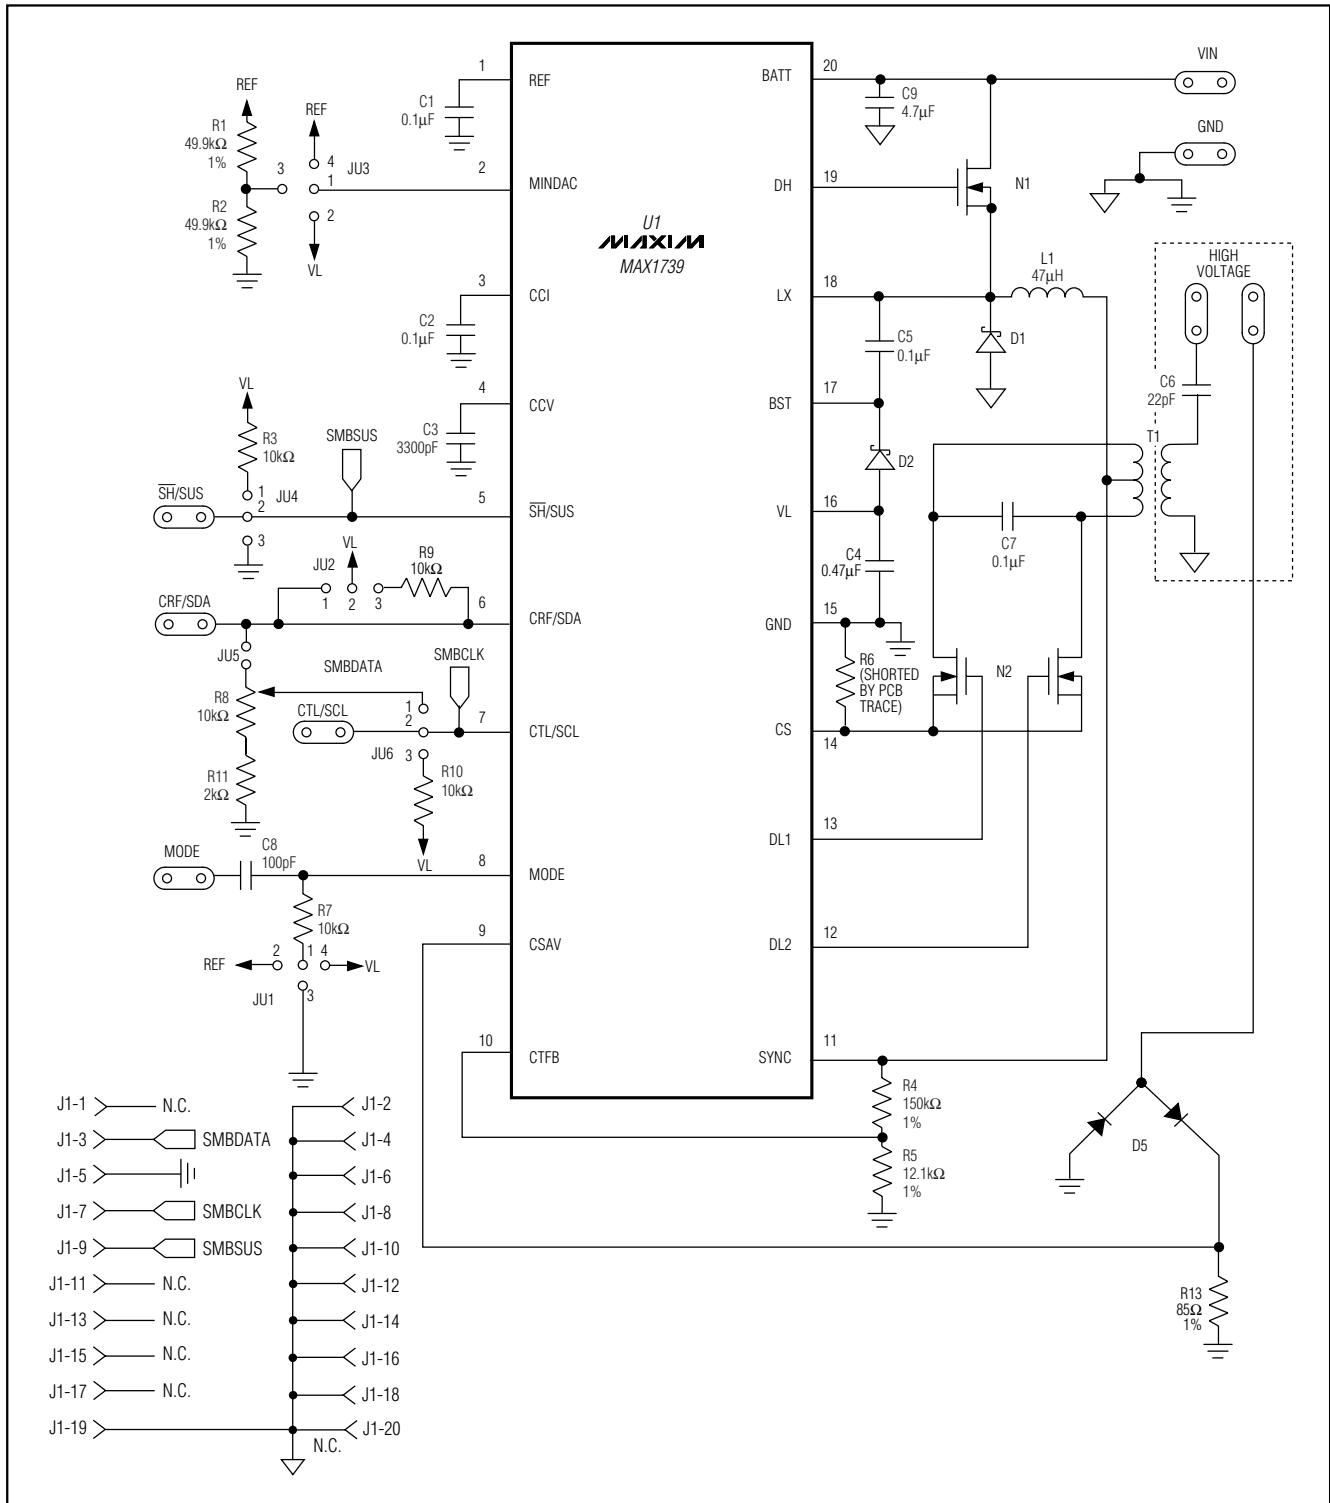 U1
MAXIM
MAX1739
1
REF
2
MINDAC
3
CCI
4
CCV
5
SH/SUS
6
CRF/SDA
7
CTL/SCL
8
MODE
9
CSAV
10
CTFB
20
BATT
19
DH
18
LX
17
BST
16
VL
15
GND
14
CS
13
DL1
12
DL2
11
SYNC
C1
0.1µF
REF
R1
49.9kΩ
1%
R2
49.9kΩ
1%
3
REF
4
JU3
1
2
VL
C2
0.1µF
C3
3300pF
VL
R3
10kΩ
SMBSUS
SH/SUS
1
JU4
2
3
VL
R9
10kΩ
JU2
1
2
3
CRF/SDA
JU5
SMBDATA
SMBCLK
R8
10kΩ
CTL/SCL
1
2
JU6
3
R10
10kΩ
VL
R11
2kΩ
MODE
C8
100pF
R7
10kΩ
REF
2
1
4
VL
JU1
3
VIN
C9
4.7µF
GND
N1
L1
47µH
HIGH
VOLTAGE
C5
0.1µF
D1
C6
22pF
T1
D2
C7
0.1µF
C4
0.47µF
R6
(SHORTED
BY PCB
TRACE)
N2
R4
150kΩ
1%
R5
12.1kΩ
1%
D5
R13
85Ω
1%
J1-1
N.C.
J1-2
J1-3
SMBDATA
J1-4
J1-5
J1-6
J1-7
SMBCLK
J1-8
J1-9
SMBSUS
J1-10
J1-11
N.C.
J1-12
J1-13
N.C.
J1-14
J1-15
N.C.
J1-16
J1-17
N.C.
J1-18
J1-19
J1-20
N.C.